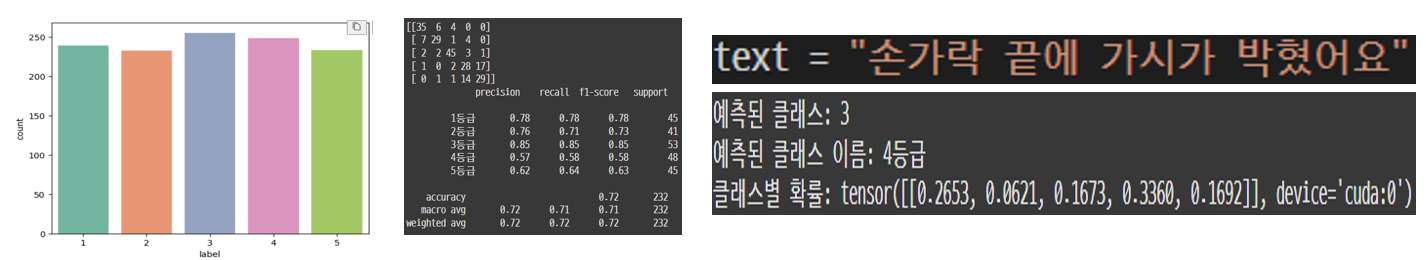 250
200
150
100
50
0
count
1 2 3 4 5
label
[[35 6 4 0 0]
[ 7 29 1 4 0]
[ 2 2 45 3 1]
[ 1 0 2 28 17]
[ 0 1 1 14 29]]
precision recall f1-score support
1등급 0.78 0.78 0.78 45
2등급 0.76 0.71 0.73 41
3등급 0.85 0.85 0.85 53
4등급 0.57 0.58 0.58 48
5등급 0.62 0.64 0.63 45
accuracy 0.72 232
macro avg 0.72 0.71 0.71 232
weighted avg 0.72 0.72 0.72 232
text = "손가락 끝에 가시가 박혔어요"
예측된 클래스: 3
예측된 클래스 이름: 4등급
클래스별 확률: tensor([[0.2653, 0.0621, 0.1673, 0.3360, 0.1692]], device='cuda:0')